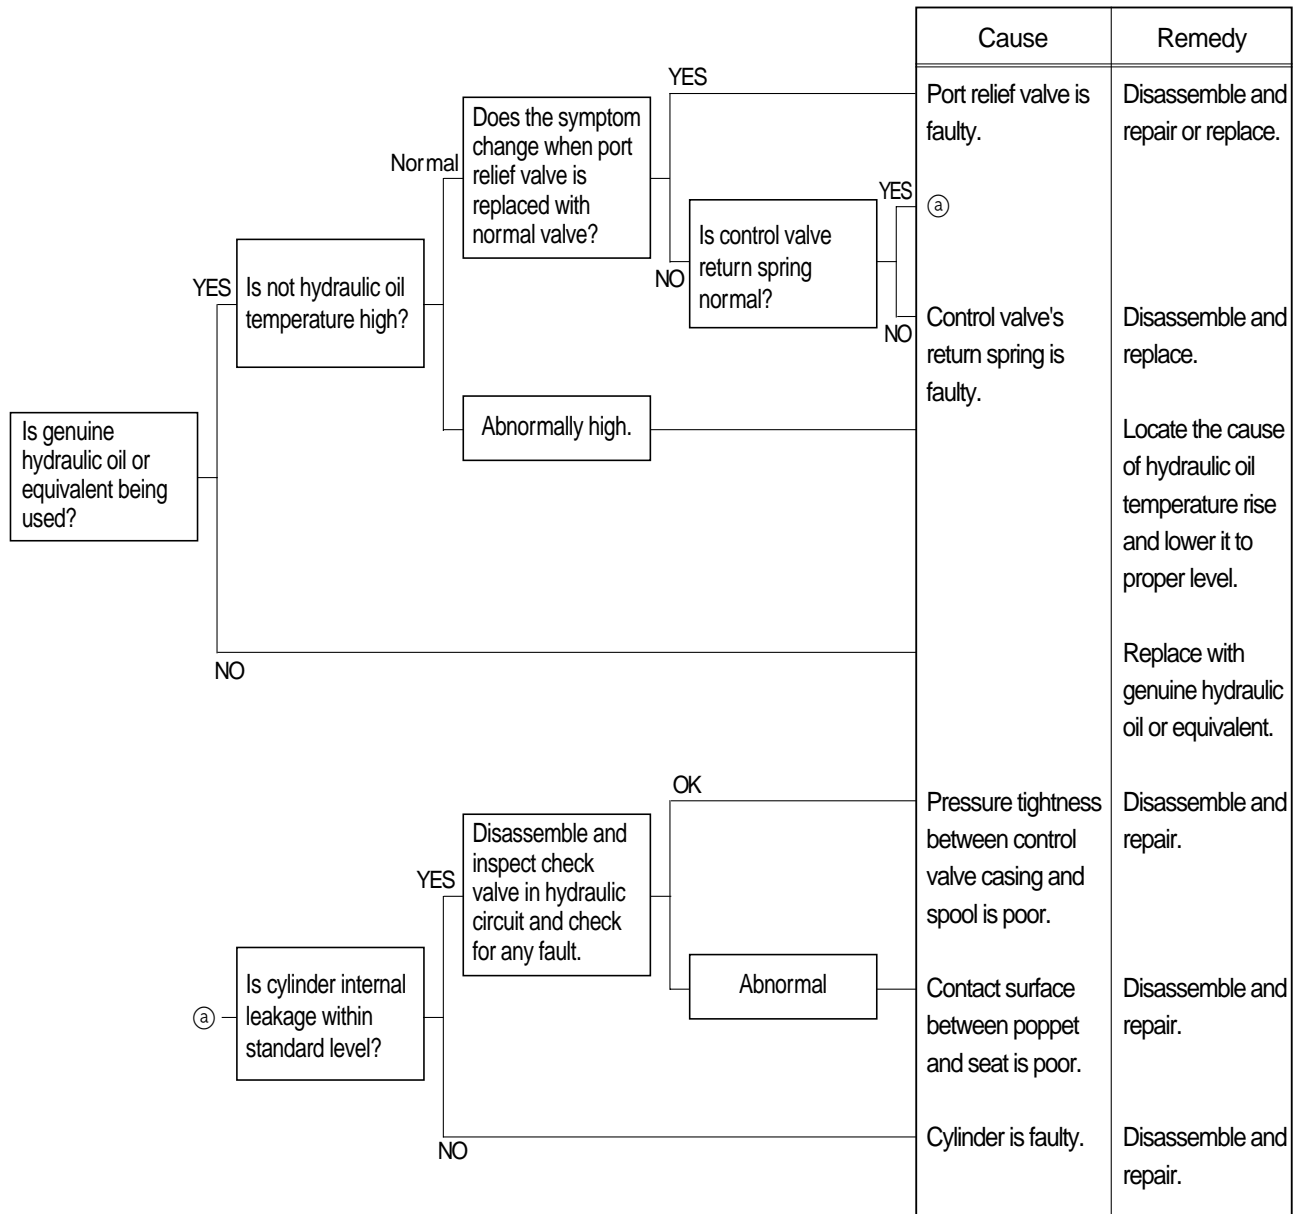 Cause
Remedy
YES
Port relief valve is
faulty.
Disassemble and
repair or replace.
Does the symptom
change when port
relief valve is
replaced with
normal valve?
Normal
YES
ⓐ
Is control valve
return spring
normal?
NO
YES
Is not hydraulic oil
temperature high?
NO
Control valve's
return spring is
faulty.
Disassemble and
replace.
Abnormally high.
Is genuine
hydraulic oil or
equivalent being
used?
Locate the cause
of hydraulic oil
temperature rise
and lower it to
proper level.
NO
Replace with
genuine hydraulic
oil or equivalent.
OK
Pressure tightness
between control
valve casing and
spool is poor.
Disassemble and
repair.
Disassemble and
inspect check
valve in hydraulic
circuit and check
for any fault.
YES
ⓐ
Is cylinder internal
leakage within
standard level?
Abnormal
Contact surface
between poppet
and seat is poor.
Disassemble and
repair.
NO
Cylinder is faulty.
Disassemble and
repair.